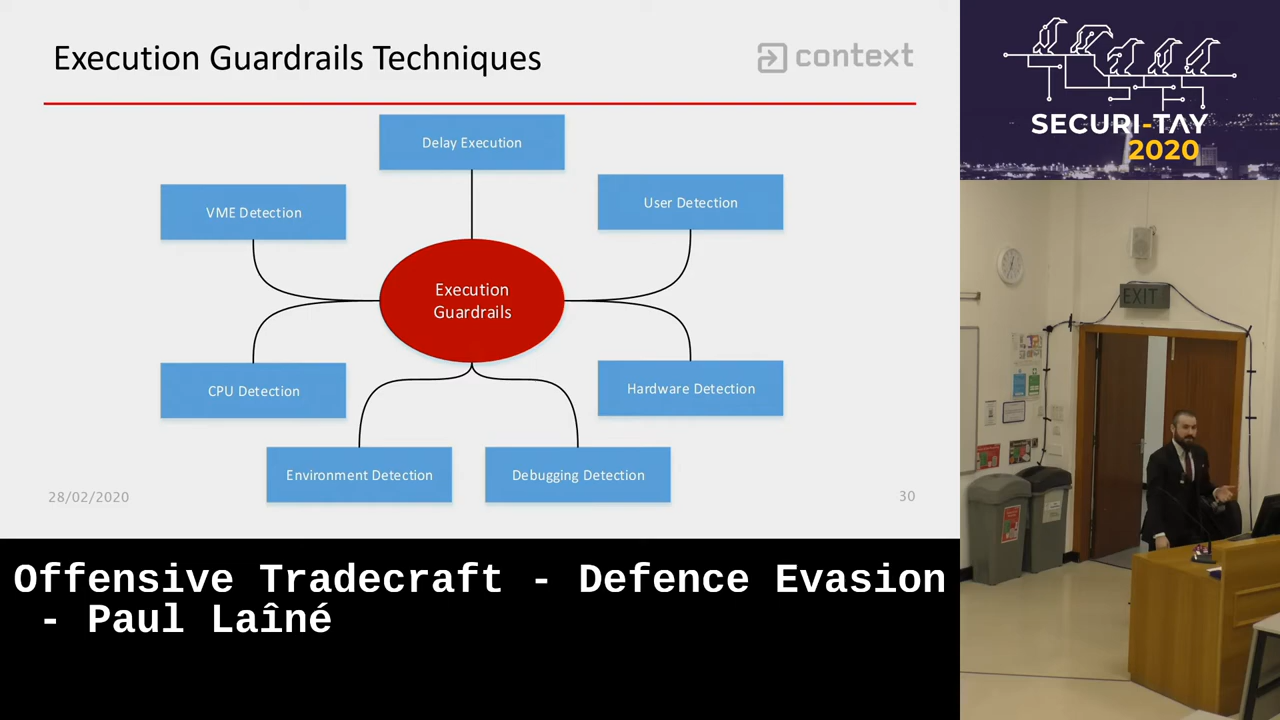 Execution Guardrails Techniques
context
Delay Execution
VME Detection
User Detection
Execution
Guardrails
CPU Detection
Hardware Detection
Environment Detection
Debugging Detection
28/02/2020
30
Offensive Tradecraft - Defence Evasion
- Paul Laîné
SECURI-TAY
2020
EXIT